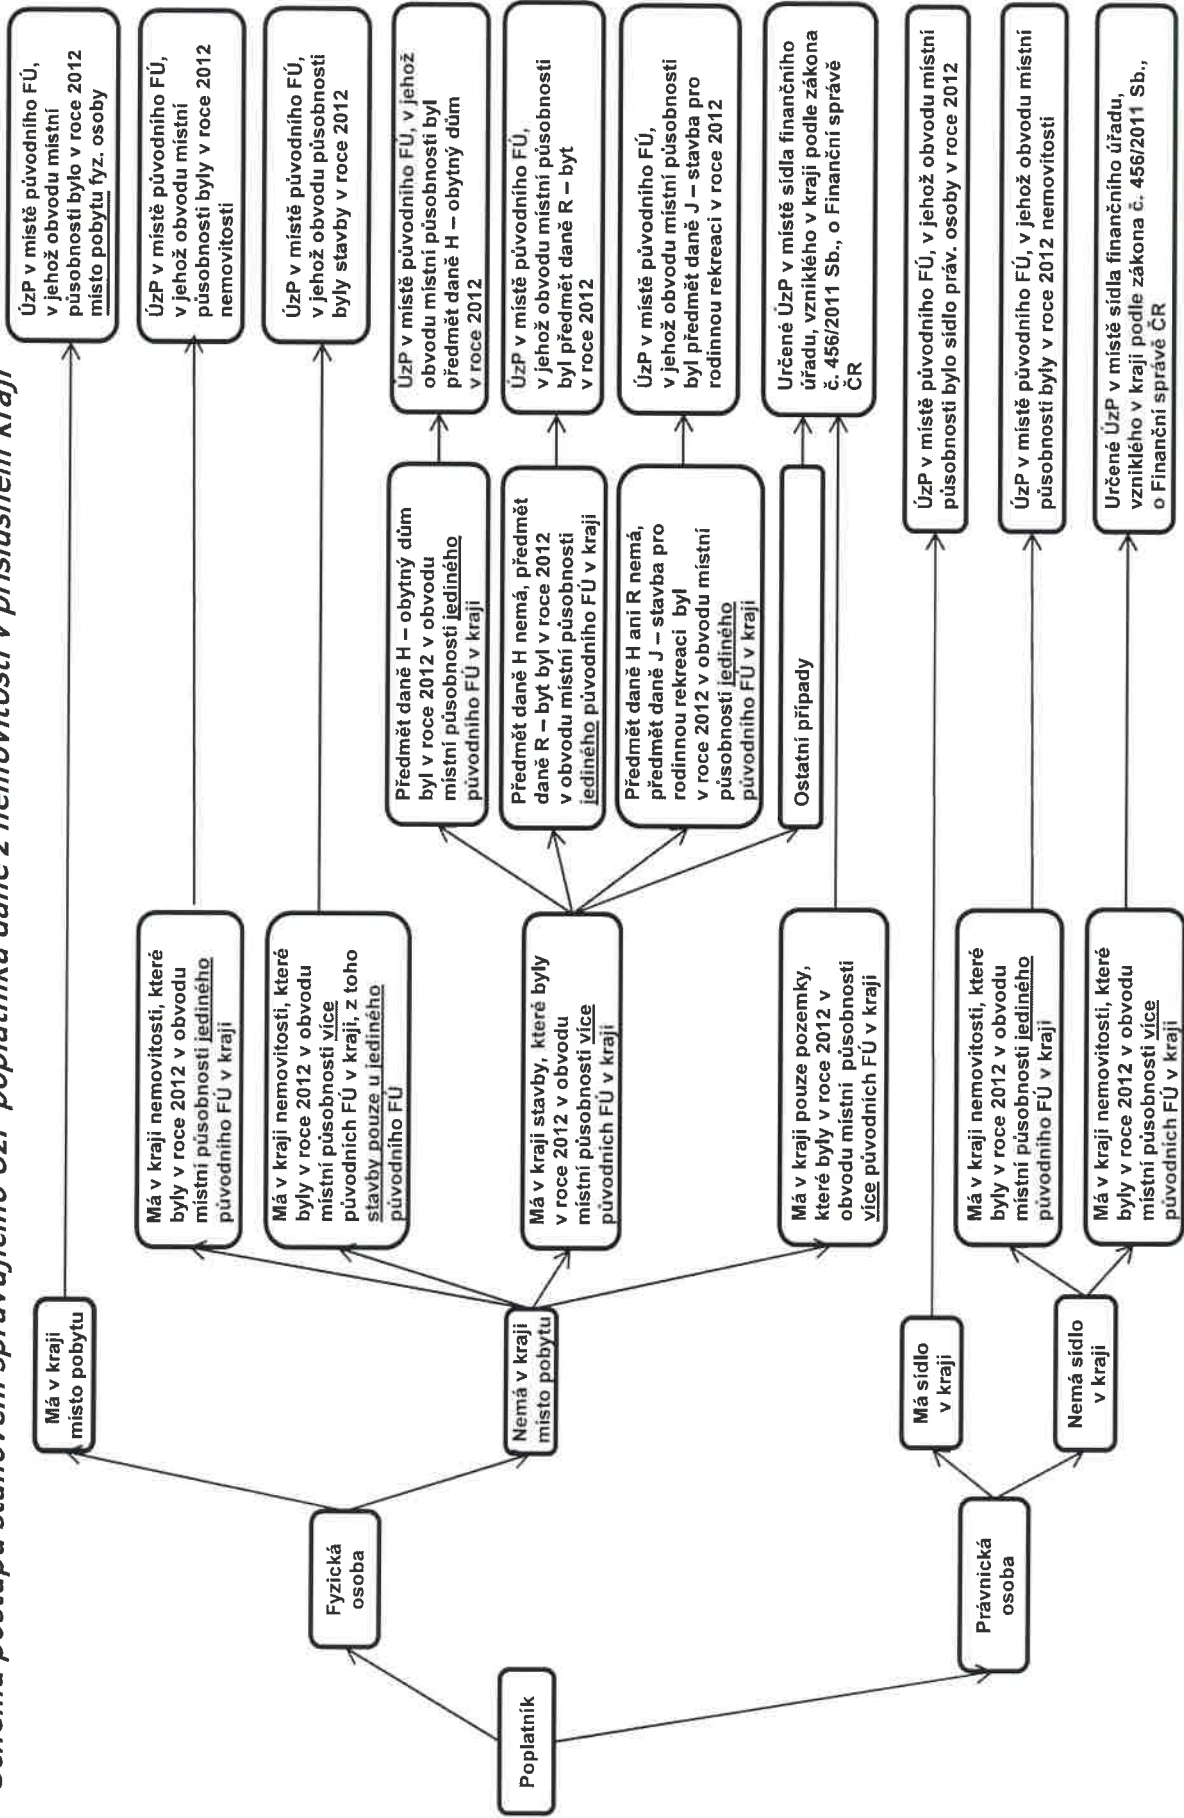 Schéma postupu stanovení spravujícího ÚzP poplatníka daně z nemovitostí v příslušném kraji
Poplatník
Fyzická
osoba
Právnická
osoba
Má v kraji
místo pobytu
Nemá v kraji
místo pobytu
Má sídlo
v kraji
Nemá sídlo
v kraji
Má v kraji nemovitosti, které
byly v roce 2012 v obvodu
místní působnosti jediného
původního FÚ v kraji
Má v kraji nemovitosti, které
byly v roce 2012 v obvodu
místní působnosti více
původních FÚ v kraji, z toho
stavby pouze u jediného
původního FÚ
Má v kraji stavby, které byly
v roce 2012 v obvodu
místní působnosti více
původních FÚ v kraji
Má v kraji pouze pozemky,
které byly v roce 2012 v
obvodu místní působnosti
více původních FÚ v kraji
Má v kraji nemovitosti, které
byly v roce 2012 v obvodu
místní působnosti jediného
původního FÚ v kraji
Má v kraji nemovitosti, které
byly v roce 2012 v obvodu
místní působnosti více
původních FÚ v kraji
Předmět daně H – obytný dům
byl v roce 2012 v obvodu
místní působnosti jediného
původního FÚ v kraji
Předmět daně H nemá, předmět
daně R – byt byl v roce 2012
v obvodu místní působnosti
jediného původního FÚ v kraji
Předmět daně H ani R nemá,
předmět daně J – stavba pro
rodinnou rekreaci byl
v roce 2012 v obvodu místní
působnosti jediného
původního FÚ v kraji
Ostatní případy
ÚzP v místě původního FÚ,
v jehož obvodu místní
působnosti bylo v roce 2012
místo pobytu fyz. osoby
ÚzP v místě původního FÚ,
v jehož obvodu místní
působnosti byly v roce 2012
nemovitosti
ÚzP v místě původního FÚ,
v jehož obvodu působnosti
byly stavby v roce 2012
ÚzP v místě původního FÚ, v jehož
obvodu místní působnosti byl
předmět daně H – obytný dům
v roce 2012
ÚzP v místě původního FÚ,
v jehož obvodu místní působnosti
byl předmět daně R – byt
v roce 2012
ÚzP v místě původního FÚ,
v jehož obvodu místní působnosti
byl předmět daně J – stavba pro
rodinnou rekreaci v roce 2012
Určené ÚzP v místě sídla finančního
úřadu, vzniklého v kraji podle zákona
č. 456/2011 Sb., o Finanční správě
ČR
ÚzP v místě původního FÚ, v jehož obvodu místní
působnosti bylo sídlo práv. osoby v roce 2012
ÚzP v místě původního FÚ, v jehož obvodu místní
působnosti byly v roce 2012 nemovitosti
Určené ÚzP v místě sídla finančního úřadu,
vzniklého v kraji podle zákona č. 456/2011 Sb.,
o Finanční správě ČR